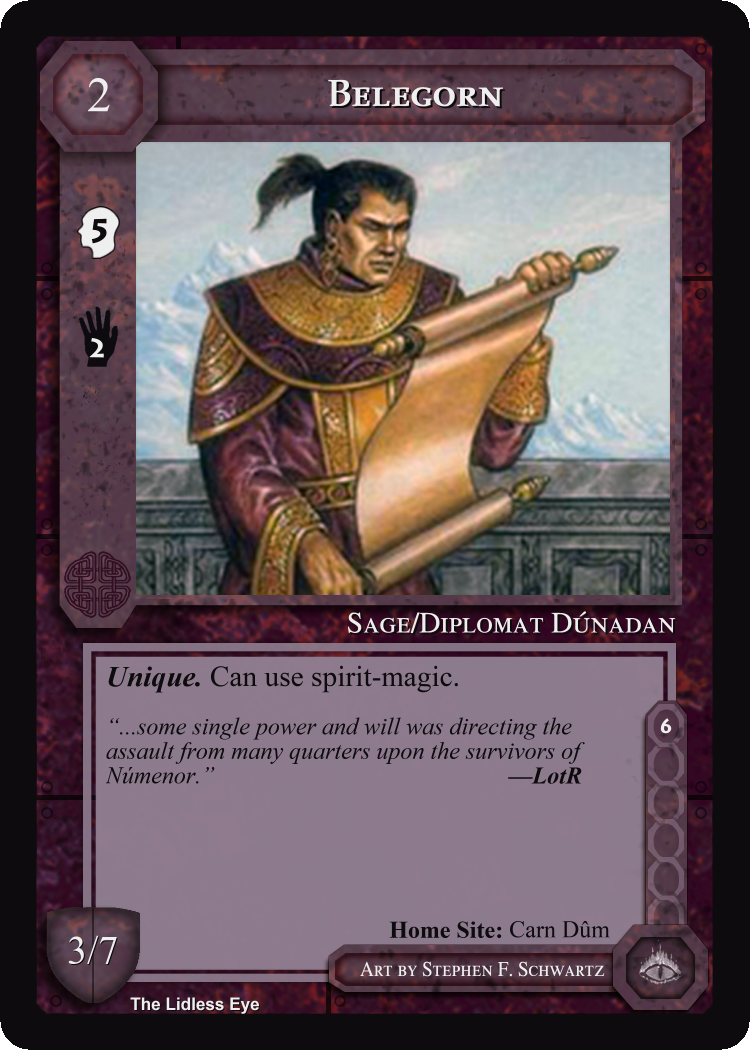 2
Belegorn
5
2
Sage/Diplomat Dúnadan
Unique. Can use spirit-magic.
“...some single power and will was directing the
assault from many quarters upon the survivors of
Númenor.” —LotR
6
Home Site: Carn Dûm
3/7
Art by Stephen F. Schwartz
The Lidless Eye